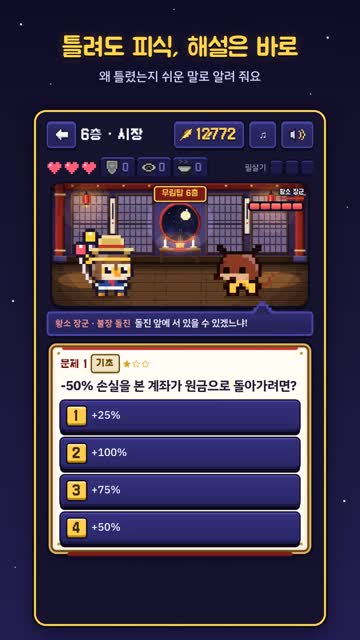 틀려도 피식, 해설은 바로
왜 틀렸는지 쉬운 말로 알려 줘요
6층 · 시장
12772
0 0 0 필살기
무림탑 6층
황소 장군
황소 장군 · 불장 돌진 돌진 앞에 서 있을 수 있겠느냐!
문제 1 기초
-50% 손실을 본 계좌가 원금으로 돌아가려면?
1 +25%
2 +100%
3 +75%
4 +50%